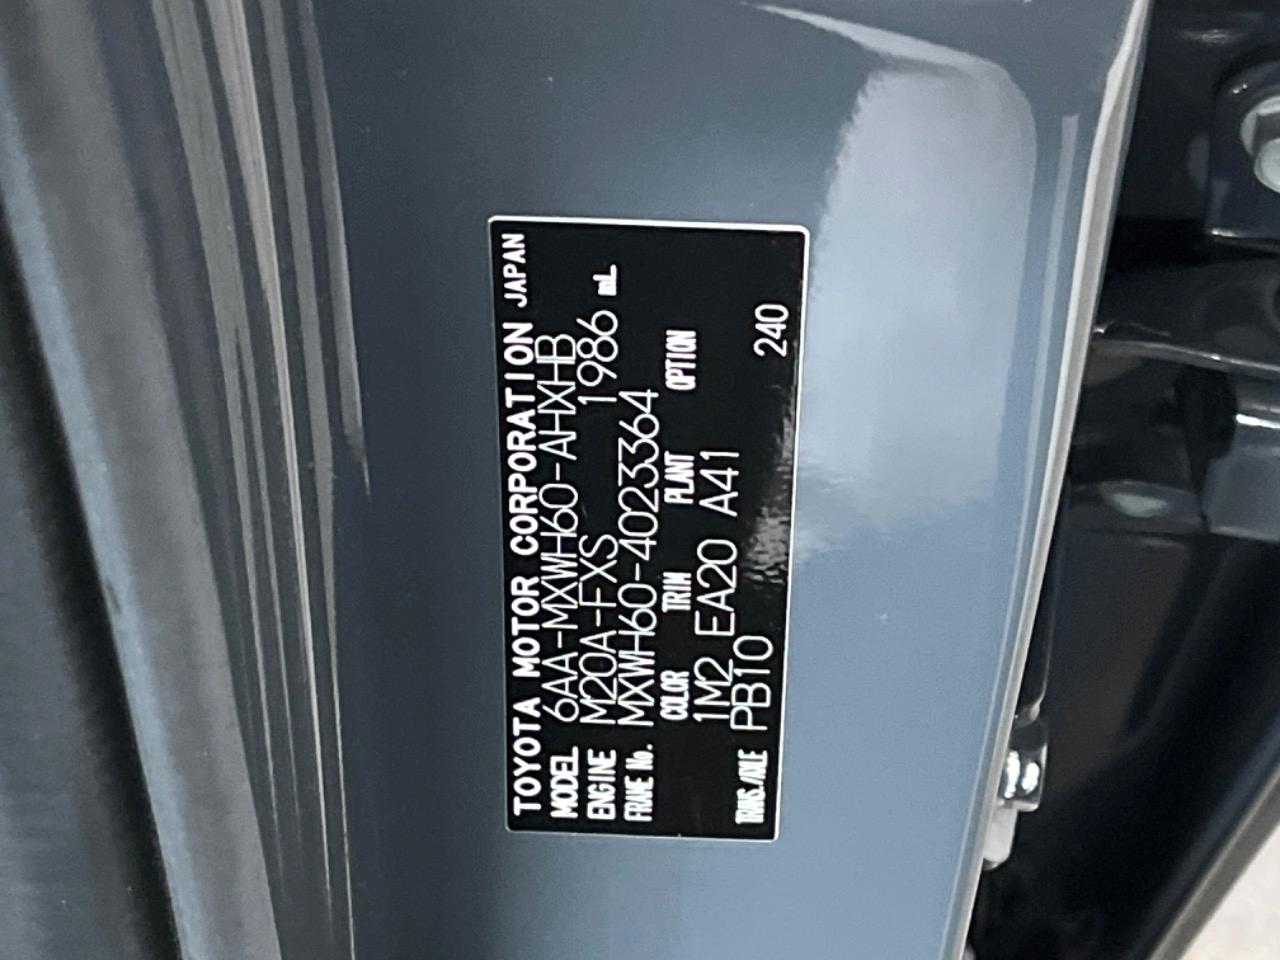 TOYOTA MOTOR CORPORATION JAPAN
MODEL 6AA-MXWH60-AHXHB
ENGINE M20A-FXS 1986 mL
FRAME No. MXWH60-4023364
COLOR TRIM PLANT OPTION
1M2 EA20 A41
TRANS./AXLE PB10 240